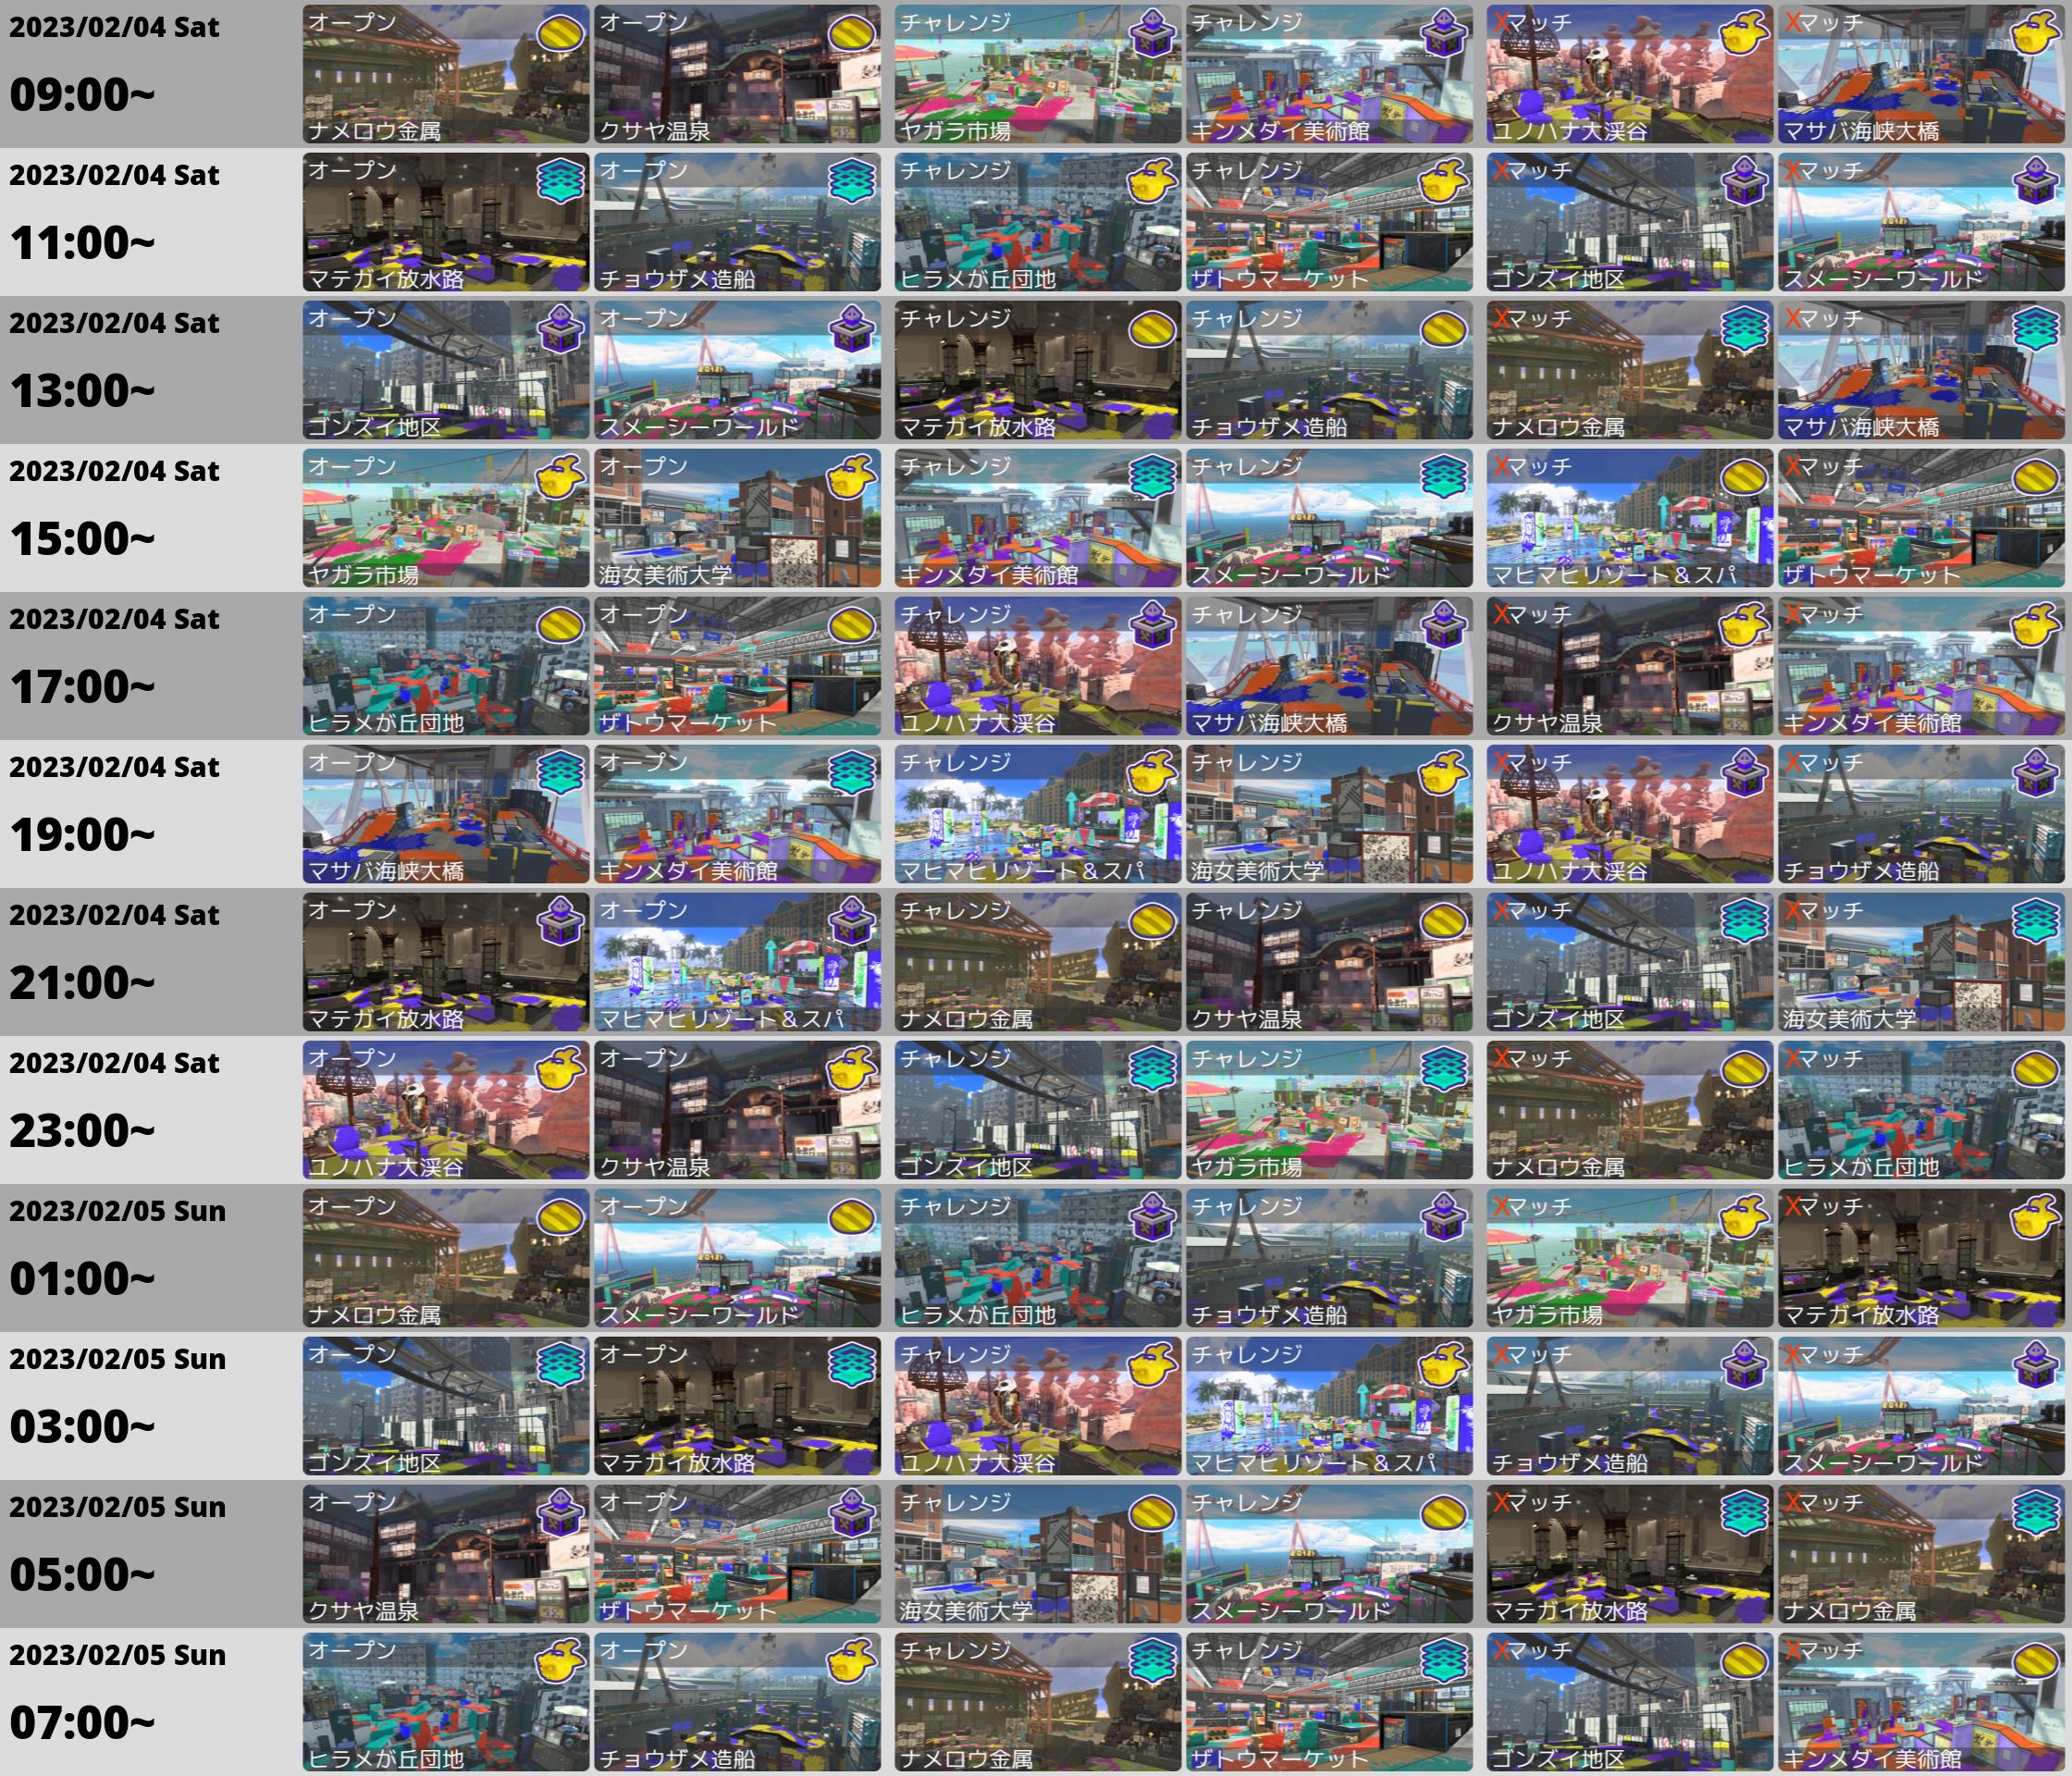 2023/02/04 Sat
09:00~
オープン オープン チャレンジ チャレンジ Xマッチ Xマッチ
ナメロウ金属 クサヤ温泉 ヤガラ市場 キンメダイ美術館 ユノハナ大渓谷 マサバ海峡大橋
2023/02/04 Sat
11:00~
オープン オープン チャレンジ チャレンジ Xマッチ Xマッチ
マテガイ放水路 チョウザメ造船 ヒラメが丘団地 ザトウマーケット ゴンズイ地区 スメーシーワールド
2023/02/04 Sat
13:00~
オープン オープン チャレンジ チャレンジ Xマッチ Xマッチ
ゴンズイ地区 スメーシーワールド マテガイ放水路 チョウザメ造船 ナメロウ金属 マサバ海峡大橋
2023/02/04 Sat
15:00~
オープン オープン チャレンジ チャレンジ Xマッチ Xマッチ
ヤガラ市場 海女美術大学 キンメダイ美術館 スメーシーワールド マヒマヒリゾート＆スパ ザトウマーケット
2023/02/04 Sat
17:00~
オープン オープン チャレンジ チャレンジ Xマッチ Xマッチ
ヒラメが丘団地 ザトウマーケット ユノハナ大渓谷 マサバ海峡大橋 クサヤ温泉 キンメダイ美術館
2023/02/04 Sat
19:00~
オープン オープン チャレンジ チャレンジ Xマッチ Xマッチ
マサバ海峡大橋 キンメダイ美術館 マヒマヒリゾート＆スパ 海女美術大学 ユノハナ大渓谷 チョウザメ造船
2023/02/04 Sat
21:00~
オープン オープン チャレンジ チャレンジ Xマッチ Xマッチ
マテガイ放水路 マヒマヒリゾート＆スパ ナメロウ金属 クサヤ温泉 ゴンズイ地区 海女美術大学
2023/02/04 Sat
23:00~
オープン オープン チャレンジ チャレンジ Xマッチ Xマッチ
ユノハナ大渓谷 クサヤ温泉 ゴンズイ地区 ヤガラ市場 ナメロウ金属 ヒラメが丘団地
2023/02/05 Sun
01:00~
オープン オープン チャレンジ チャレンジ Xマッチ Xマッチ
ナメロウ金属 スメーシーワールド ヒラメが丘団地 チョウザメ造船 ヤガラ市場 マテガイ放水路
2023/02/05 Sun
03:00~
オープン オープン チャレンジ チャレンジ Xマッチ Xマッチ
ゴンズイ地区 マテガイ放水路 ユノハナ大渓谷 マヒマヒリゾート＆スパ チョウザメ造船 スメーシーワールド
2023/02/05 Sun
05:00~
オープン オープン チャレンジ チャレンジ Xマッチ Xマッチ
クサヤ温泉 ザトウマーケット 海女美術大学 スメーシーワールド マテガイ放水路 ナメロウ金属
2023/02/05 Sun
07:00~
オープン オープン チャレンジ チャレンジ Xマッチ Xマッチ
ヒラメが丘団地 チョウザメ造船 ナメロウ金属 ザトウマーケット ゴンズイ地区 キンメダイ美術館